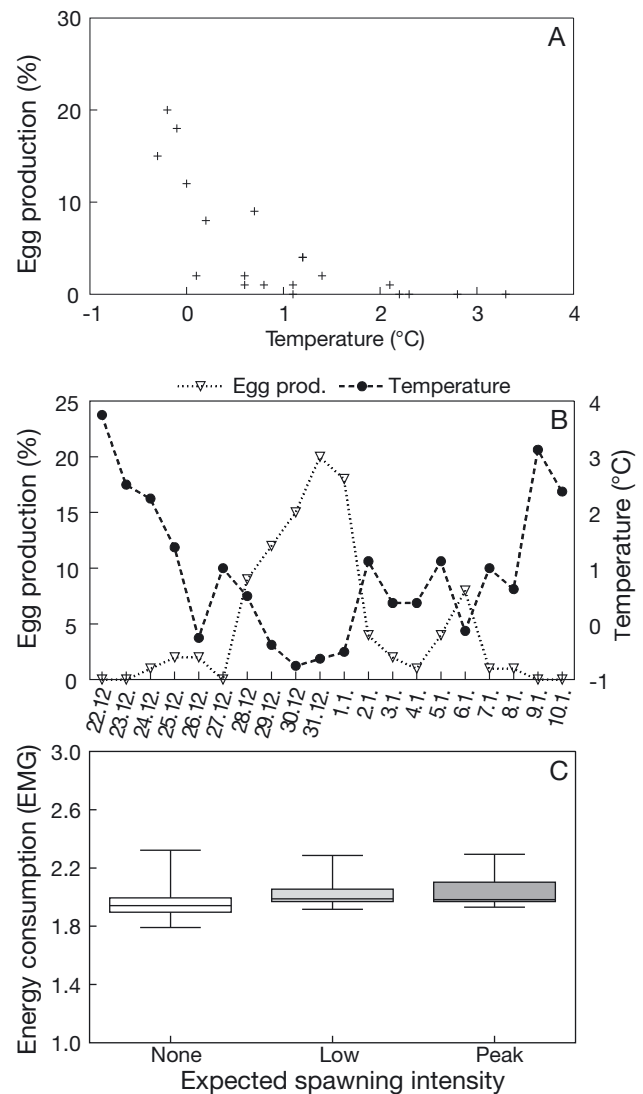 A
Egg production (%)
30
20
10
0
-1 0 1 2 3 4
Temperature (°C)
Egg prod. Temperature
B
Egg production (%)
25
20
15
10
5
0
4
3
2
1
0
-1
Temperature (°C)
22.12 23.12. 24.12. 25.12. 26.12. 27.12. 28.12 29.12. 30.12 31.12. 1.1. 2.1. 3.1. 4.1. 5.1. 6.1. 7.1. 8.1. 9.1. 10.1.
C
Energy consumption (EMG)
3.0
2.6
2.2
1.8
1.4
1.0
None Low Peak
Expected spawning intensity